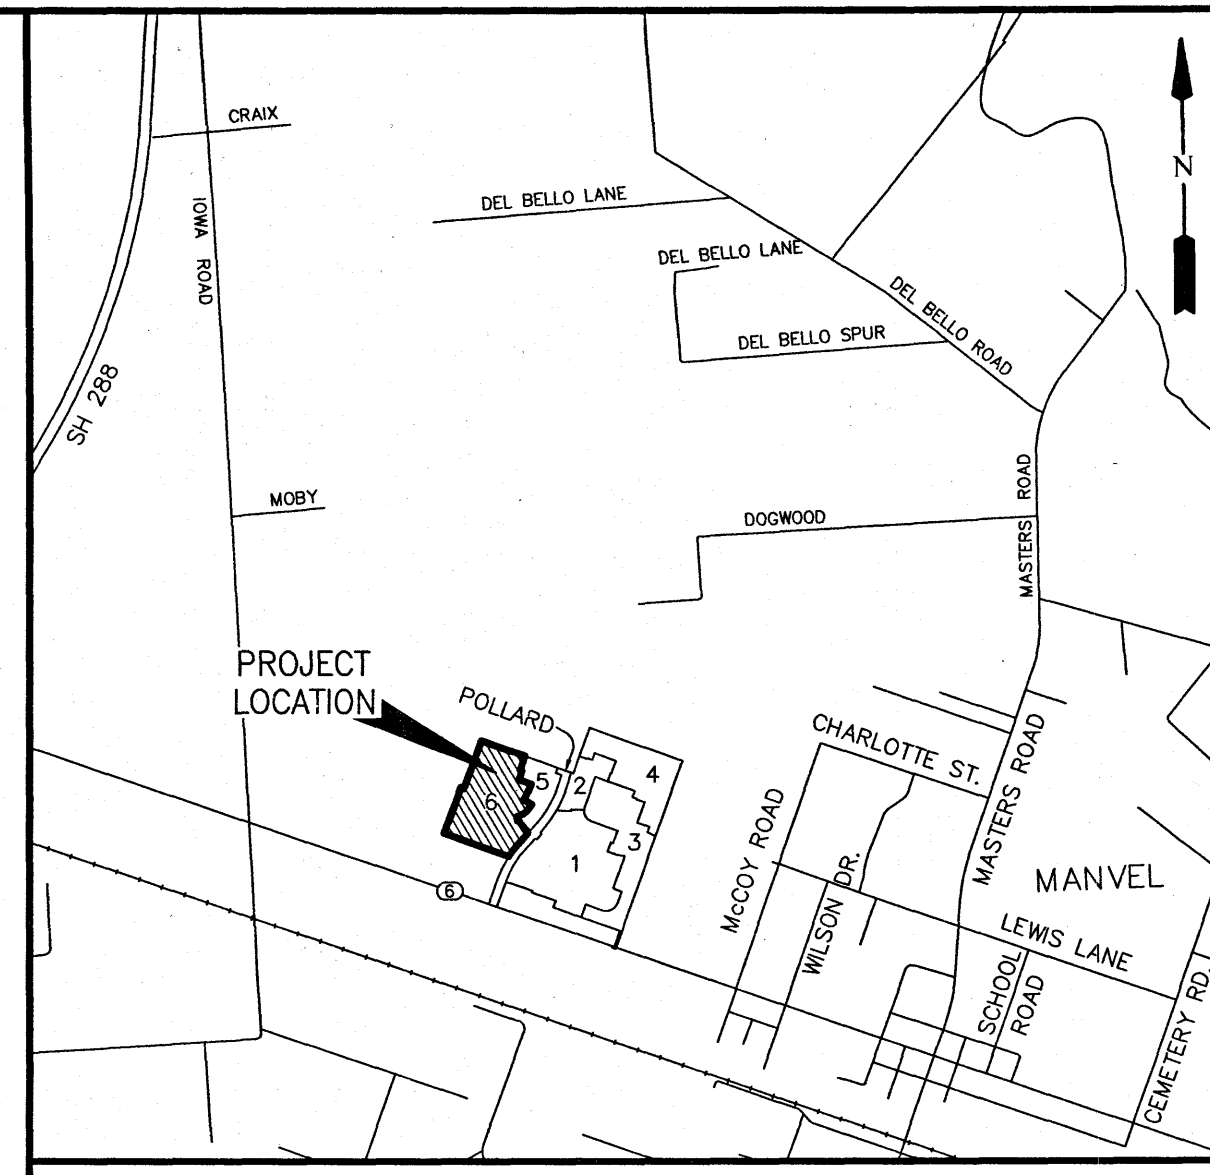 CRAIX
N
IOWA ROAD
DEL BELLO LANE
DEL BELLO LANE
DEL BELLO ROAD
DEL BELLO SPUR
SH 288
MASTERS ROAD
MOBY
DOGWOOD
PROJECT
LOCATION
POLLARD
CHARLOTTE ST.
MASTERS ROAD
4
5
2
6
3
1
McCOY ROAD
WILSON DR.
MANVEL
6
LEWIS LANE
SCHOOL
ROAD
CEMETERY RD.